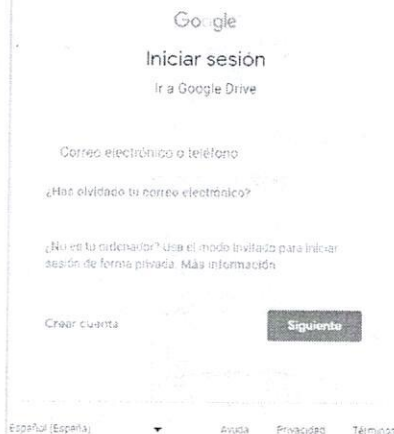 Google
Iniciar sesión
Ir a Google Drive
Correo electrónico o teléfono
¿Has olvidado tu correo electrónico?
¿No es tu ordenador? Usa el modo Invitado para iniciar
sesión de forma privada. Más información
Crear cuenta
Siguiente
Español (España)
Ayuda Privacidad Términos